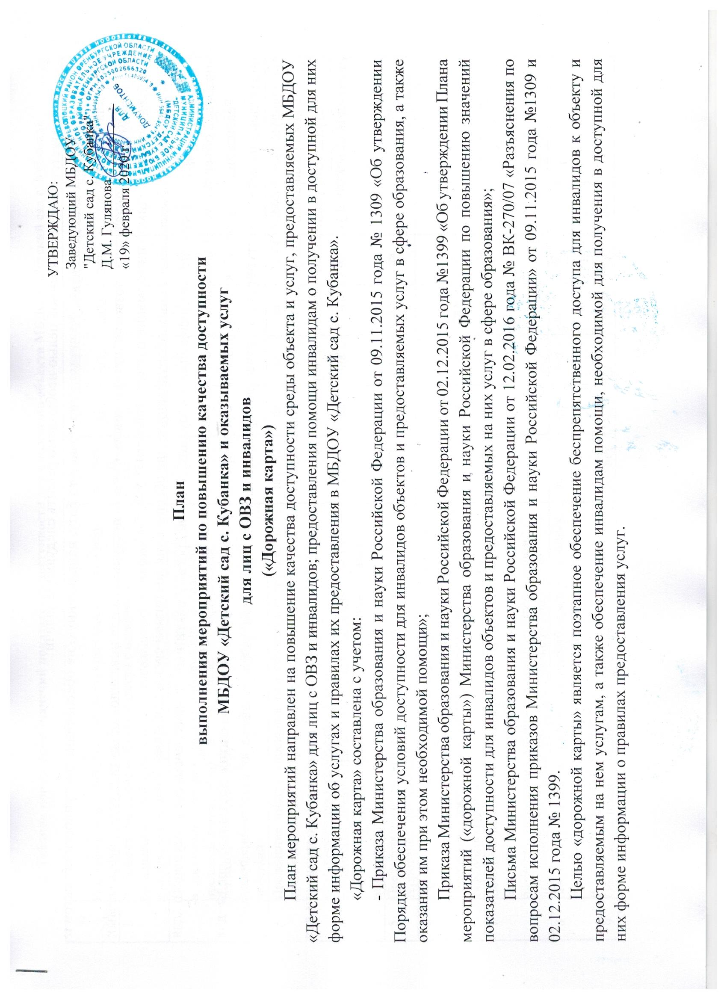 УТВЕРЖДАЮ:
Заведующий МБДОУ
"Детский сад с. Кубанка"
Д.М. Гулянова
«19» февраля 2020г.
ДЛЯ
ДОКУМЕНТОВ
План
выполнения мероприятий по повышению качества доступности
МБДОУ «Детский сад с. Кубанка» и оказываемых услуг
для лиц с ОВЗ и инвалидов
(«Дорожная карта»)
План мероприятий направлен на повышение качества доступности среды объекта и услуг, предоставляемых МБДОУ
«Детский сад с. Кубанка» для лиц с ОВЗ и инвалидов; предоставления помощи инвалидам о получении в доступной для них
форме информации об услугах и правилах их предоставления в МБДОУ «Детский сад с. Кубанка».
«Дорожная карта» составлена с учетом:
- Приказа Министерства образования и науки Российской Федерации от 09.11.2015 года № 1309 «Об утверждении
Порядка обеспечения условий доступности для инвалидов объектов и предоставляемых услуг в сфере образования, а также
оказания им при этом необходимой помощи»;
Приказа Министерства образования и науки Российской Федерации от 02.12.2015 года №1399 «Об утверждении Плана
мероприятий («дорожной карты») Министерства образования и науки Российской Федерации по повышению значений
показателей доступности для инвалидов объектов и предоставляемых на них услуг в сфере образования»;
Письма Министерства образования и науки Российской Федерации от 12.02.2016 года № ВК-270/07 «Разъяснения по
вопросам исполнения приказов Министерства образования и науки Российской Федерации» от 09.11.2015 года №1309 и
02.12.2015 года № 1399.
Целью «дорожной карты» является поэтапное обеспечение беспрепятственного доступа для инвалидов к объекту и
предоставляемым на нем услугам, а также обеспечение инвалидам помощи, необходимой для получения в доступной для
них форме информации о правилах предоставления услуг.